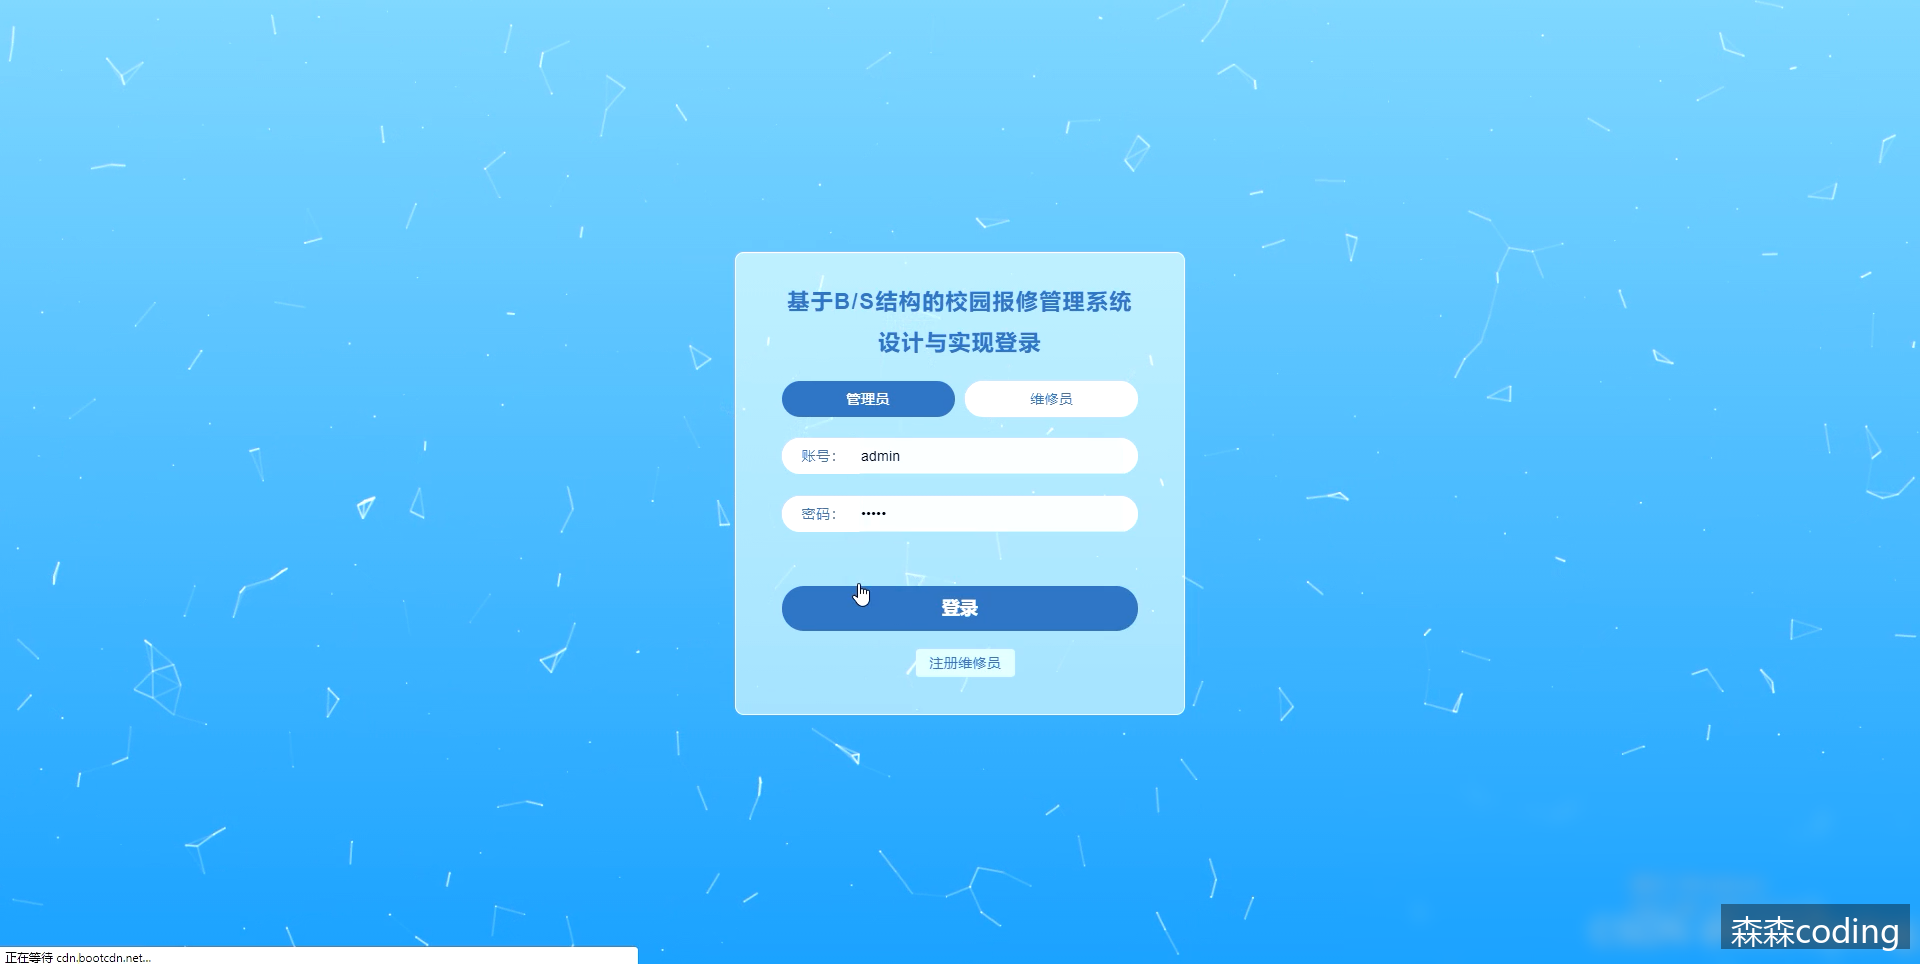 基于B/S结构的校园报修管理系统
设计与实现登录
管理员
维修员
账号： admin
密码： •••••
登录
注册维修员
正在等待 cdn.bootcdn.net...
森森coding